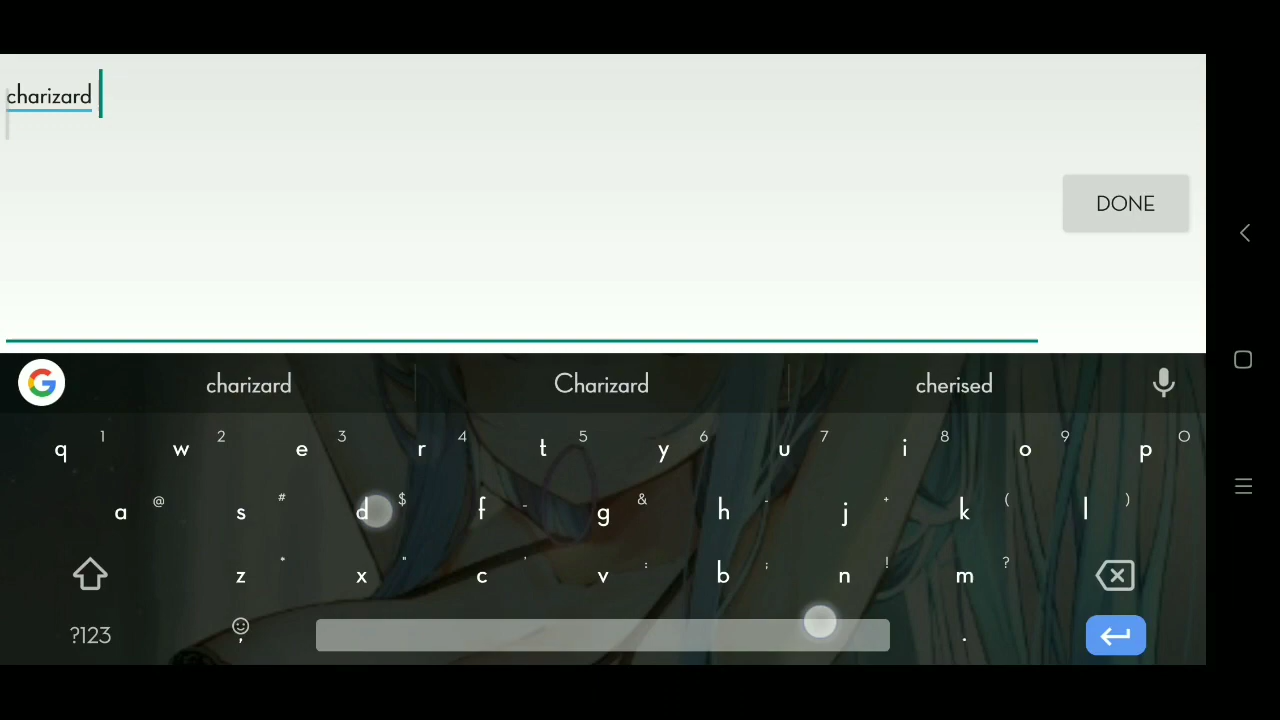 charizard
DONE
charizard Charizard cherised
q 1 w 2 e 3 r 4 t 5 y 6 u 7 i 8 o 9 p 0
a @ s # d $ f - g & h - j + k ( l )
z * x " c ' v : b ; n ! m ?
?123 , .